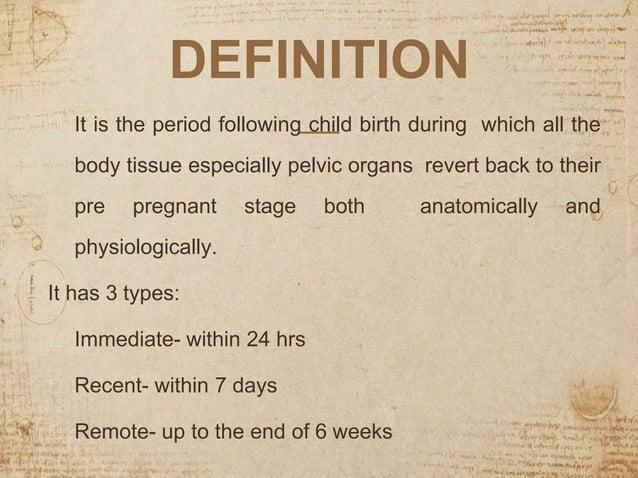 DEFINITION
It is the period following child birth during which all the
body tissue especially pelvic organs revert back to their
pre pregnant stage both anatomically and
physiologically.
It has 3 types:
Immediate- within 24 hrs
Recent- within 7 days
Remote- up to the end of 6 weeks